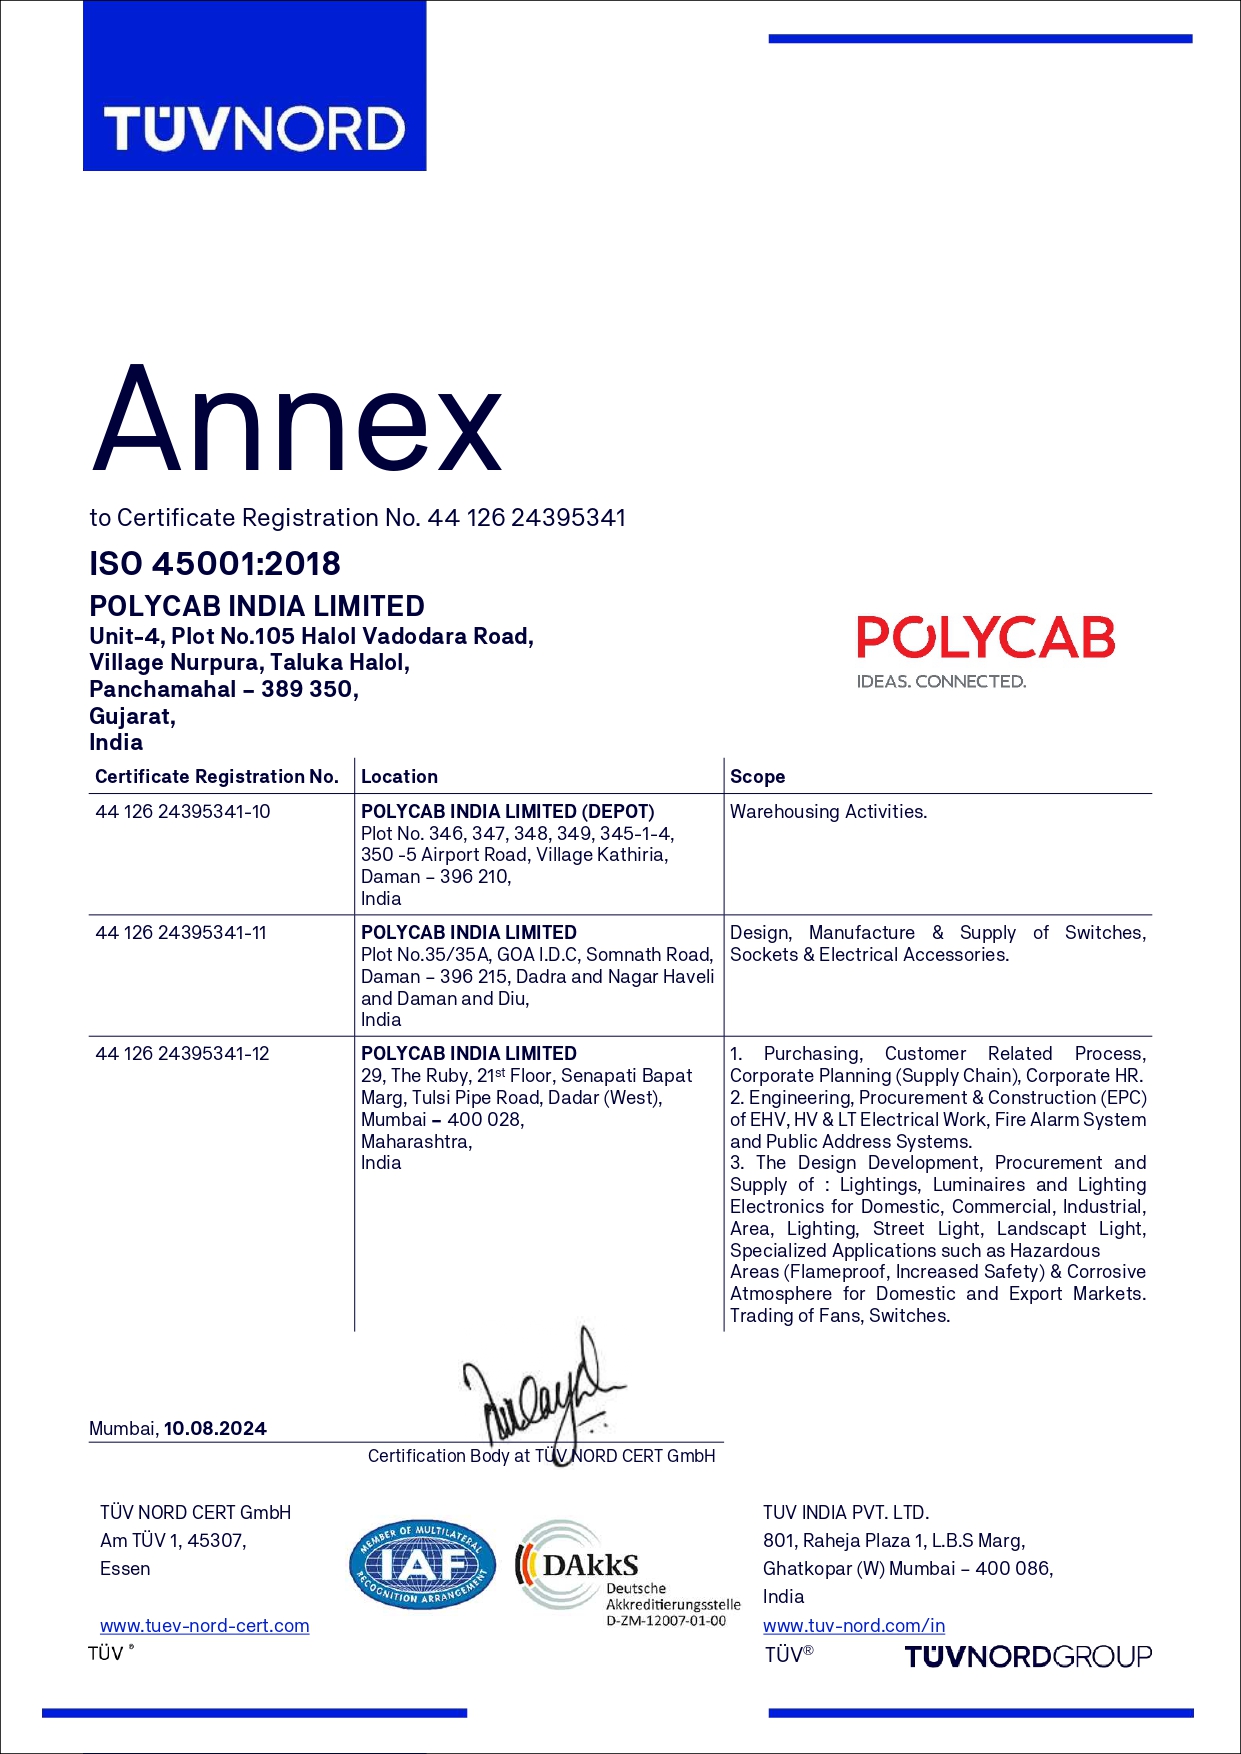 TÜVNORD
Annex
to Certificate Registration No. 44 126 24395341
ISO 45001:2018
POLYCAB INDIA LIMITED
Unit-4, Plot No.105 Halol Vadodara Road,
Village Nurpura, Taluka Halol,
Panchamahal – 389 350,
Gujarat,
India
POLYCAB
IDEAS. CONNECTED.
Certificate Registration No. Location Scope
44 126 24395341-10
POLYCAB INDIA LIMITED (DEPOT)
Plot No. 346, 347, 348, 349, 345-1-4,
350 -5 Airport Road, Village Kathiria,
Daman – 396 210,
India
Warehousing Activities.
44 126 24395341-11
POLYCAB INDIA LIMITED
Plot No.35/35A, GOA I.D.C, Somnath Road,
Daman – 396 215, Dadra and Nagar Haveli
and Daman and Diu,
India
Design, Manufacture & Supply of Switches,
Sockets & Electrical Accessories.
44 126 24395341-12
POLYCAB INDIA LIMITED
29, The Ruby, 21st Floor, Senapati Bapat
Marg, Tulsi Pipe Road, Dadar (West),
Mumbai – 400 028,
Maharashtra,
India
1. Purchasing, Customer Related Process,
Corporate Planning (Supply Chain), Corporate HR.
2. Engineering, Procurement & Construction (EPC)
of EHV, HV & LT Electrical Work, Fire Alarm System
and Public Address Systems.
3. The Design Development, Procurement and
Supply of : Lightings, Luminaires and Lighting
Electronics for Domestic, Commercial, Industrial,
Area, Lighting, Street Light, Landscapt Light,
Specialized Applications such as Hazardous
Areas (Flameproof, Increased Safety) & Corrosive
Atmosphere for Domestic and Export Markets.
Trading of Fans, Switches.
Mumbai, 10.08.2024
Certification Body at TÜV NORD CERT GmbH
TÜV NORD CERT GmbH
Am TÜV 1, 45307,
Essen
www.tuev-nord-cert.com
TÜV ®
MEMBER OF MULTILATERAL
IAF
RECOGNITION ARRANGEMENT
DAkkS
Deutsche
Akkreditierungsstelle
D-ZM-12007-01-00
TUV INDIA PVT. LTD.
801, Raheja Plaza 1, L.B.S Marg,
Ghatkopar (W) Mumbai – 400 086,
India
www.tuv-nord.com/in
TÜV®
TÜVNORDGROUP